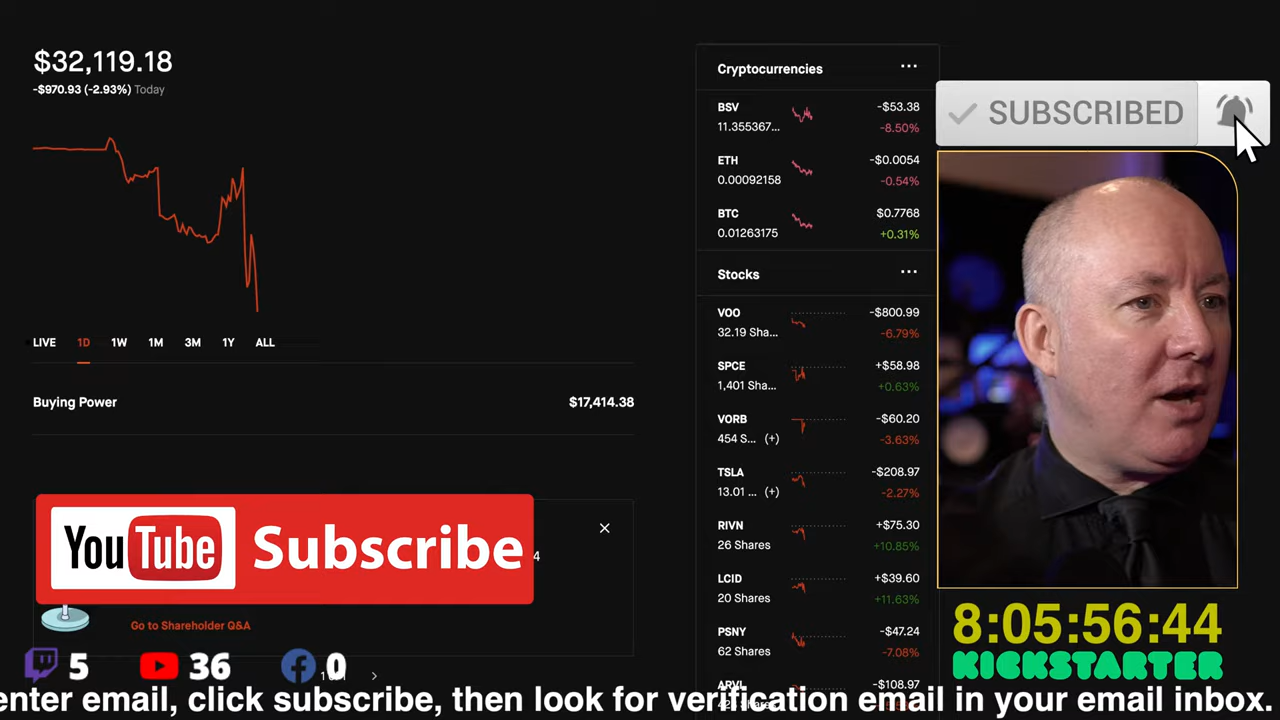 $32,119.18
-$970.93 (-2.93%) Today
LIVE 1D 1W 1M 3M 1Y ALL
Buying Power $17,414.38
YouTube Subscribe
4
Go to Shareholder Q&A
5 36 0
Cryptocurrencies
BSV -$53.38
11.355367... -8.50%
ETH -$0.0054
0.00092158 -0.54%
BTC $0.7768
0.01263175 +0.31%
Stocks
VOO -$800.99
32.19 Sha... -6.79%
SPCE +$58.98
1,401 Sha... +0.63%
VORB -$60.20
454 S... (+) -3.63%
TSLA -$208.97
13.01 ... (+) -2.27%
RIVN +$75.30
26 Shares +10.85%
LCID +$39.60
20 Shares +11.63%
PSNY -$47.24
62 Shares -7.08%
ARVL -$108.97
SUBSCRIBED
8:05:56:44
KICKSTARTER
enter email, click subscribe, then look for verification email in your email inbox.